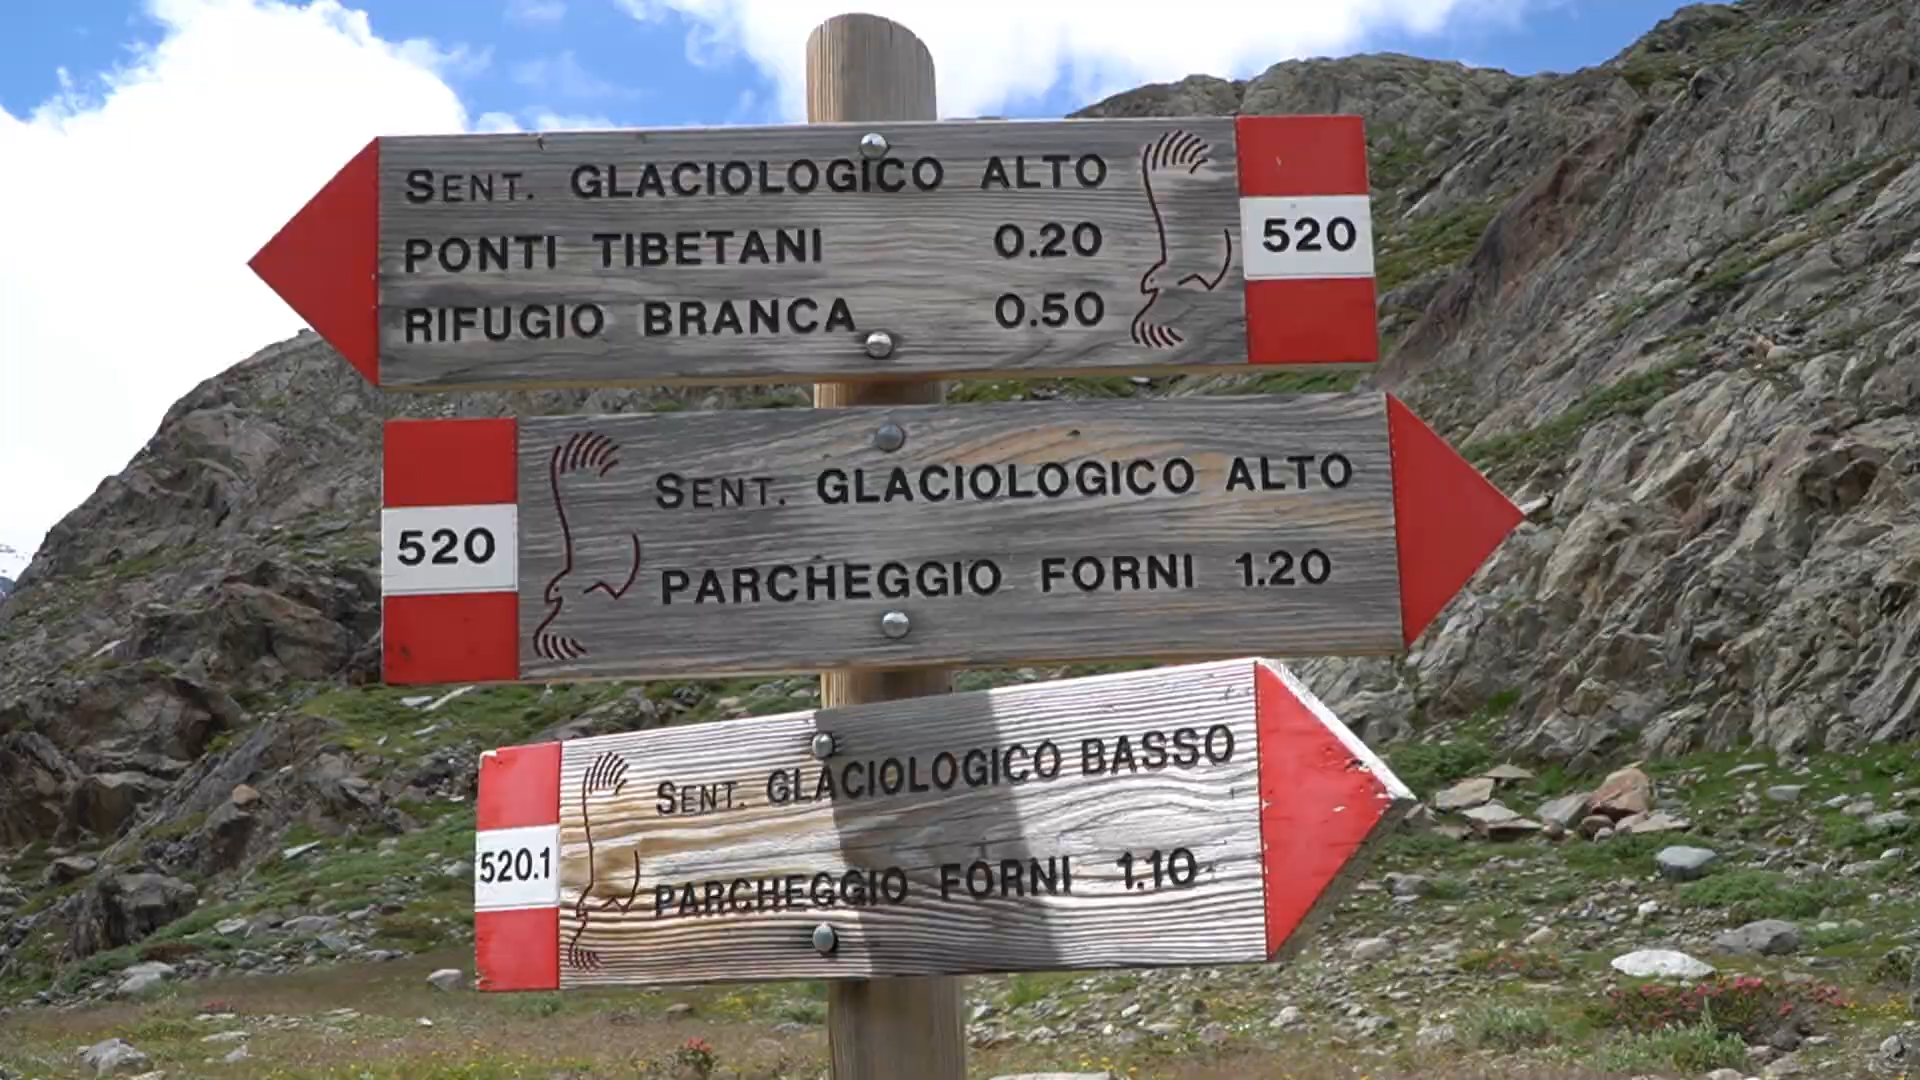 SENT. GLACIOLOGICO ALTO
PONTI TIBETANI 0.20
RIFUGIO BRANCA 0.50
520
520
SENT. GLACIOLOGICO ALTO
PARCHEGGIO FORNI 1.20
520.1
SENT. GLACIOLOGICO BASSO
PARCHEGGIO FORNI 1.10